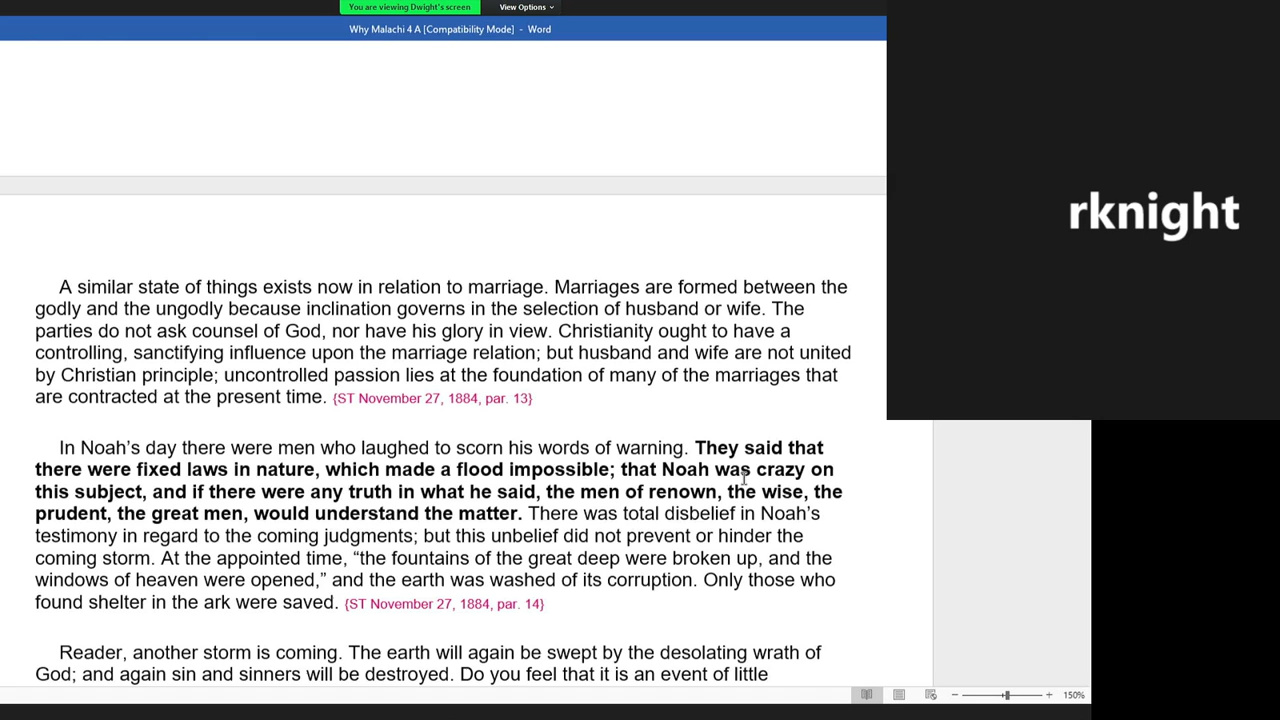 You are viewing Dwight's screen
View Options
Why Malachi 4 A [Compatibility Mode] - Word
rknight
A similar state of things exists now in relation to marriage. Marriages are formed between the
godly and the ungodly because inclination governs in the selection of husband or wife. The
parties do not ask counsel of God, nor have his glory in view. Christianity ought to have a
controlling, sanctifying influence upon the marriage relation; but husband and wife are not united
by Christian principle; uncontrolled passion lies at the foundation of many of the marriages that
are contracted at the present time. {ST November 27, 1884, par. 13}
In Noah’s day there were men who laughed to scorn his words of warning. They said that
there were fixed laws in nature, which made a flood impossible; that Noah was crazy on
this subject, and if there were any truth in what he said, the men of renown, the wise, the
prudent, the great men, would understand the matter. There was total disbelief in Noah’s
testimony in regard to the coming judgments; but this unbelief did not prevent or hinder the
coming storm. At the appointed time, “the fountains of the great deep were broken up, and the
windows of heaven were opened,” and the earth was washed of its corruption. Only those who
found shelter in the ark were saved. {ST November 27, 1884, par. 14}
Reader, another storm is coming. The earth will again be swept by the desolating wrath of
God; and again sin and sinners will be destroyed. Do you feel that it is an event of little
150%